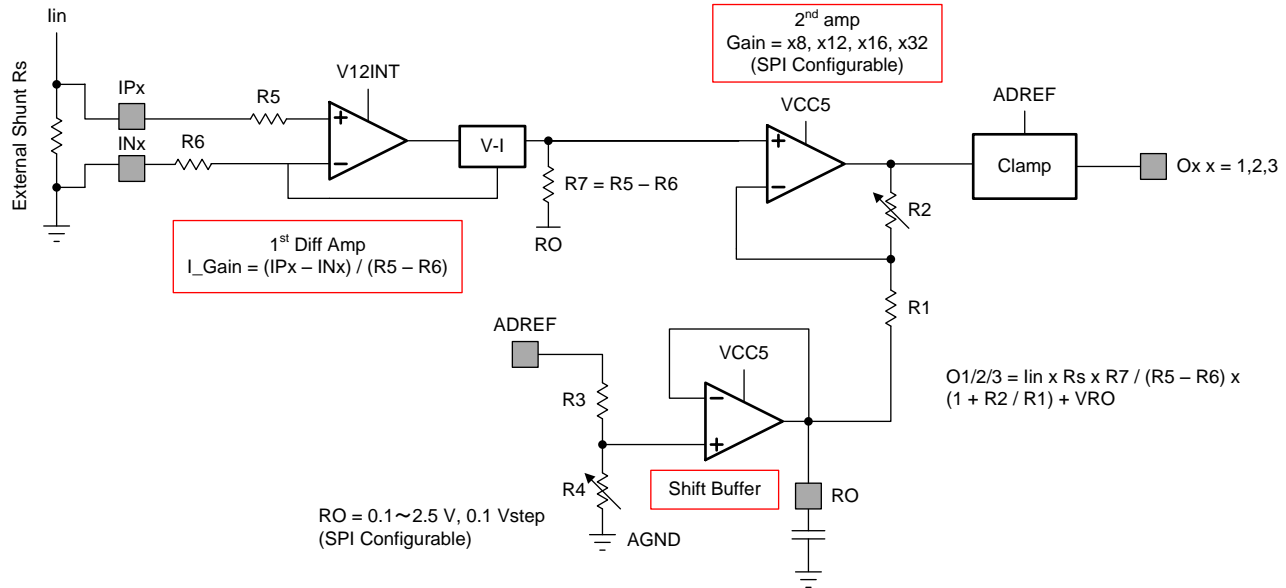 Iin
External Shunt Rs
IPx
INx
R5
R6
V12INT
+
−
V-I
R7 = R5 – R6
RO
1st Diff Amp
I_Gain = (IPx – INx) / (R5 – R6)
2nd amp
Gain = x8, x12, x16, x32
(SPI Configurable)
VCC5
+
−
R2
R1
ADREF
Clamp
Ox x = 1,2,3
ADREF
R3
R4
AGND
VCC5
−
+
Shift Buffer
RO
RO = 0.1~2.5 V, 0.1 Vstep
(SPI Configurable)
O1/2/3 = Iin x Rs x R7 / (R5 – R6) x
(1 + R2 / R1) + VRO